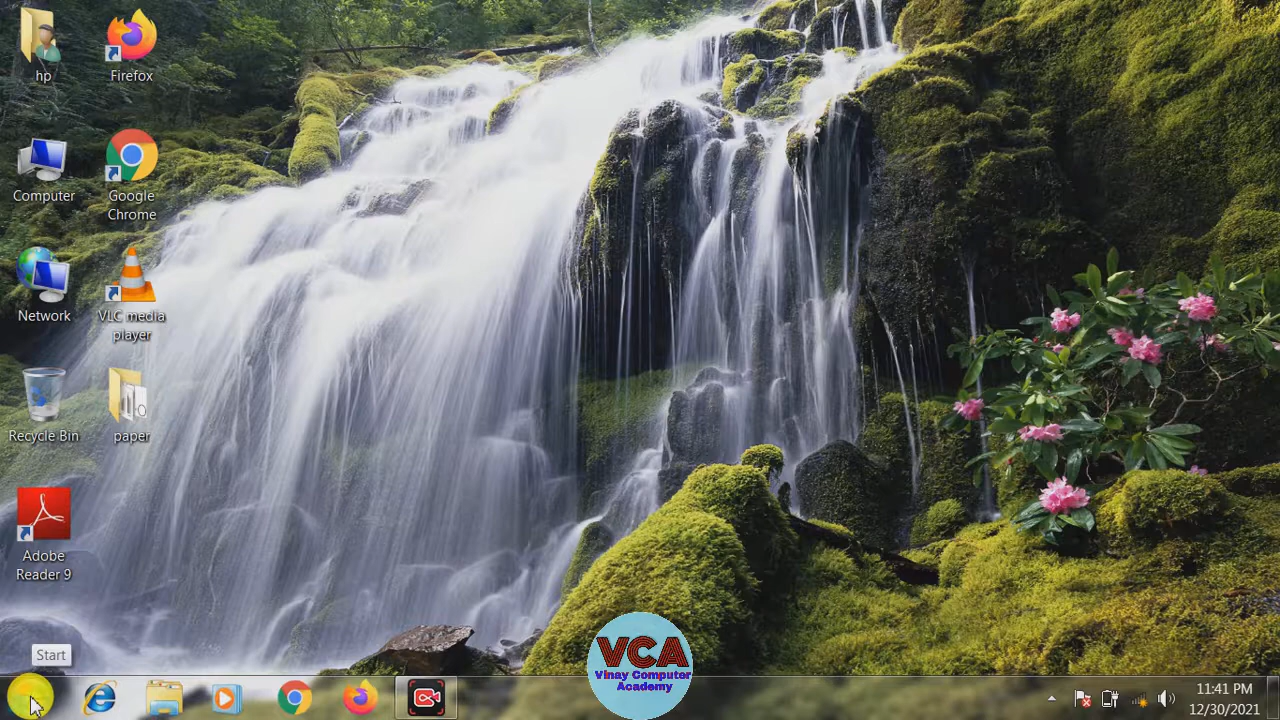 hp
Firefox
Computer
Google
Chrome
Network
VLC media
player
Recycle Bin
paper
Adobe
Reader 9
Start
VCA
Vinay Computer
Academy
11:41 PM
12/30/2021